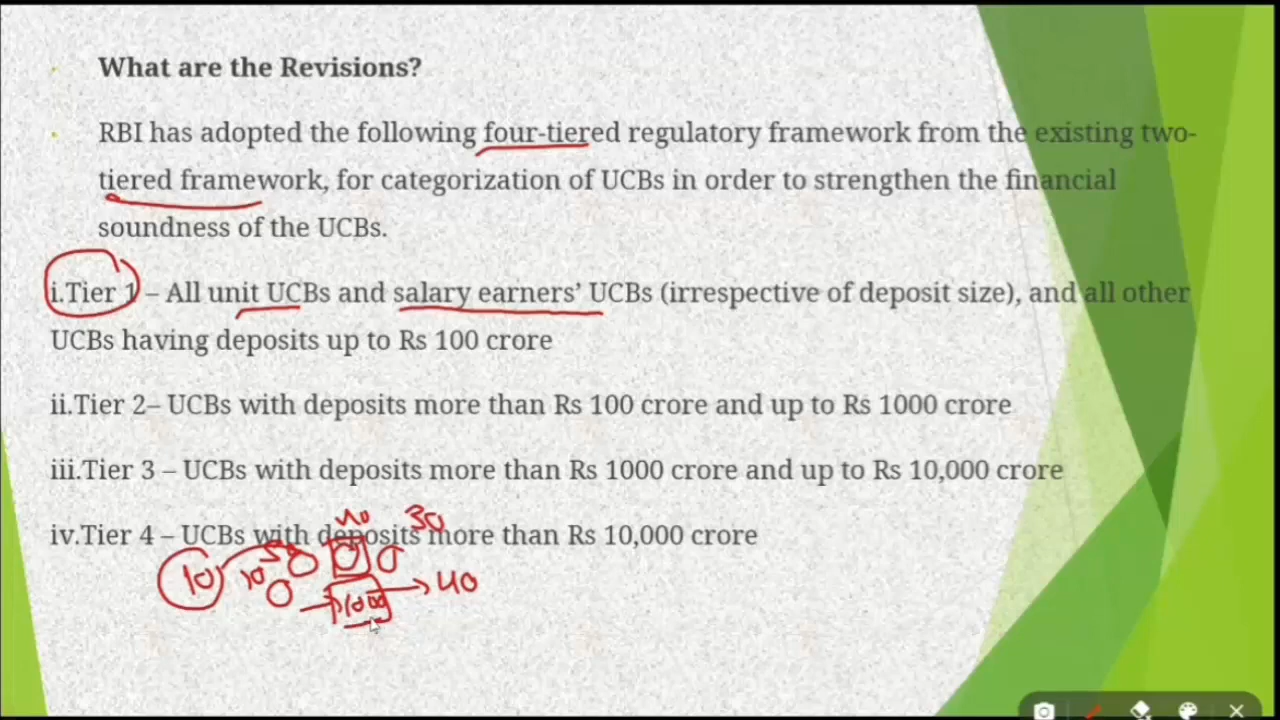 What are the Revisions?
RBI has adopted the following four-tiered regulatory framework from the existing two-
tiered framework, for categorization of UCBs in order to strengthen the financial
soundness of the UCBs.
i.Tier 1 – All unit UCBs and salary earners’ UCBs (irrespective of deposit size), and all other
UCBs having deposits up to Rs 100 crore
ii.Tier 2– UCBs with deposits more than Rs 100 crore and up to Rs 1000 crore
iii.Tier 3 – UCBs with deposits more than Rs 1000 crore and up to Rs 10,000 crore
40 30
iv.Tier 4 – UCBs with deposits more than Rs 10,000 crore
10 10 40